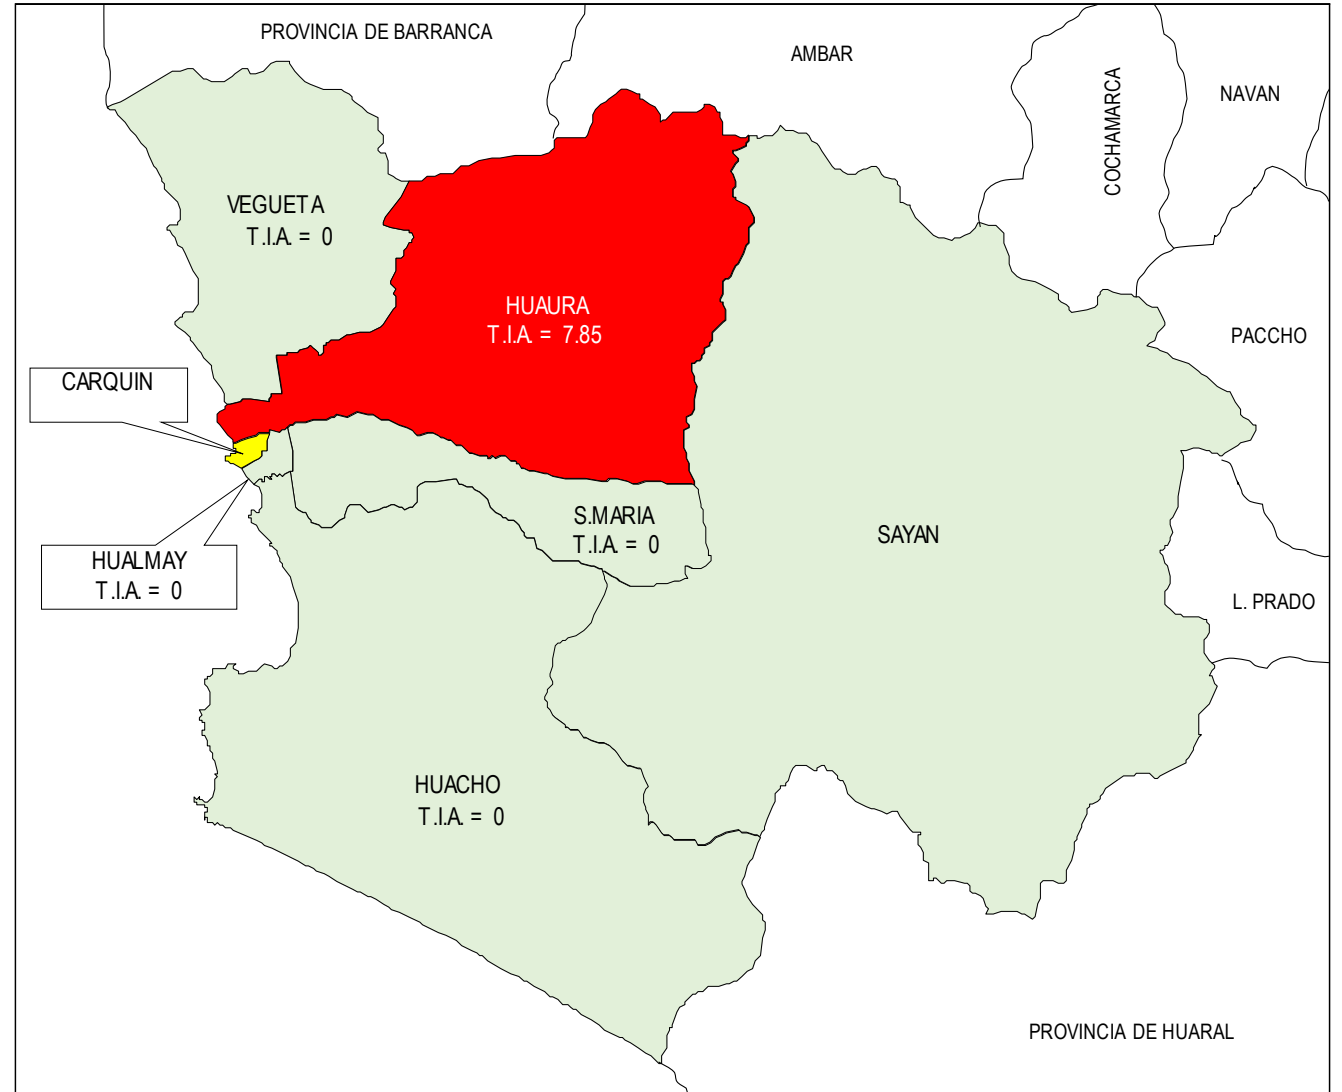 PROVINCIA DE BARRANCA
AMBAR
COCHAMARCA
NAVAN
VEGUETA
T.I.A. = 0
HUAURA
T.I.A. = 7.85
PACCHO
CARQUIN
S.MARIA
T.I.A. = 0
SAYAN
HUALMAY
T.I.A. = 0
L. PRADO
HUACHO
T.I.A. = 0
PROVINCIA DE HUARAL